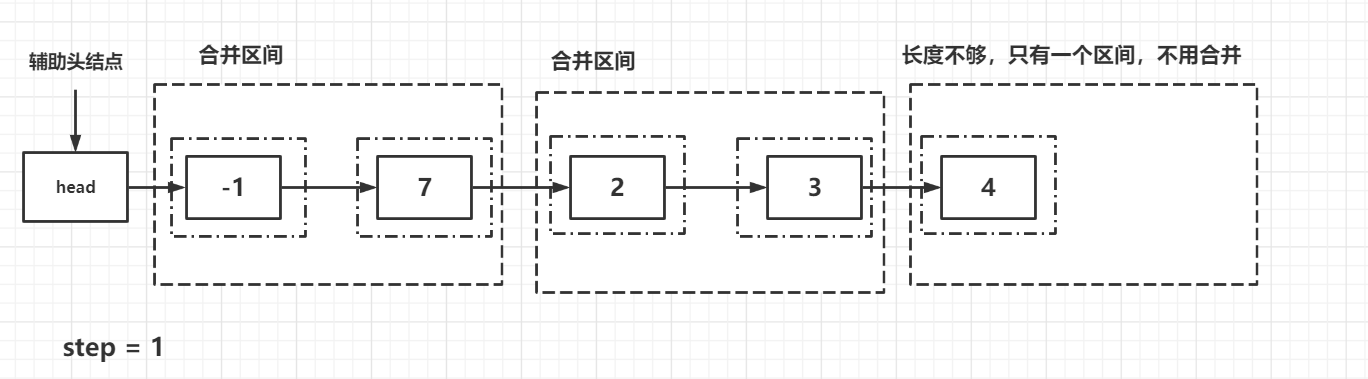 辅助头结点
合并区间
合并区间
长度不够，只有一个区间，不用合并
head
-1
7
2
3
4
step = 1